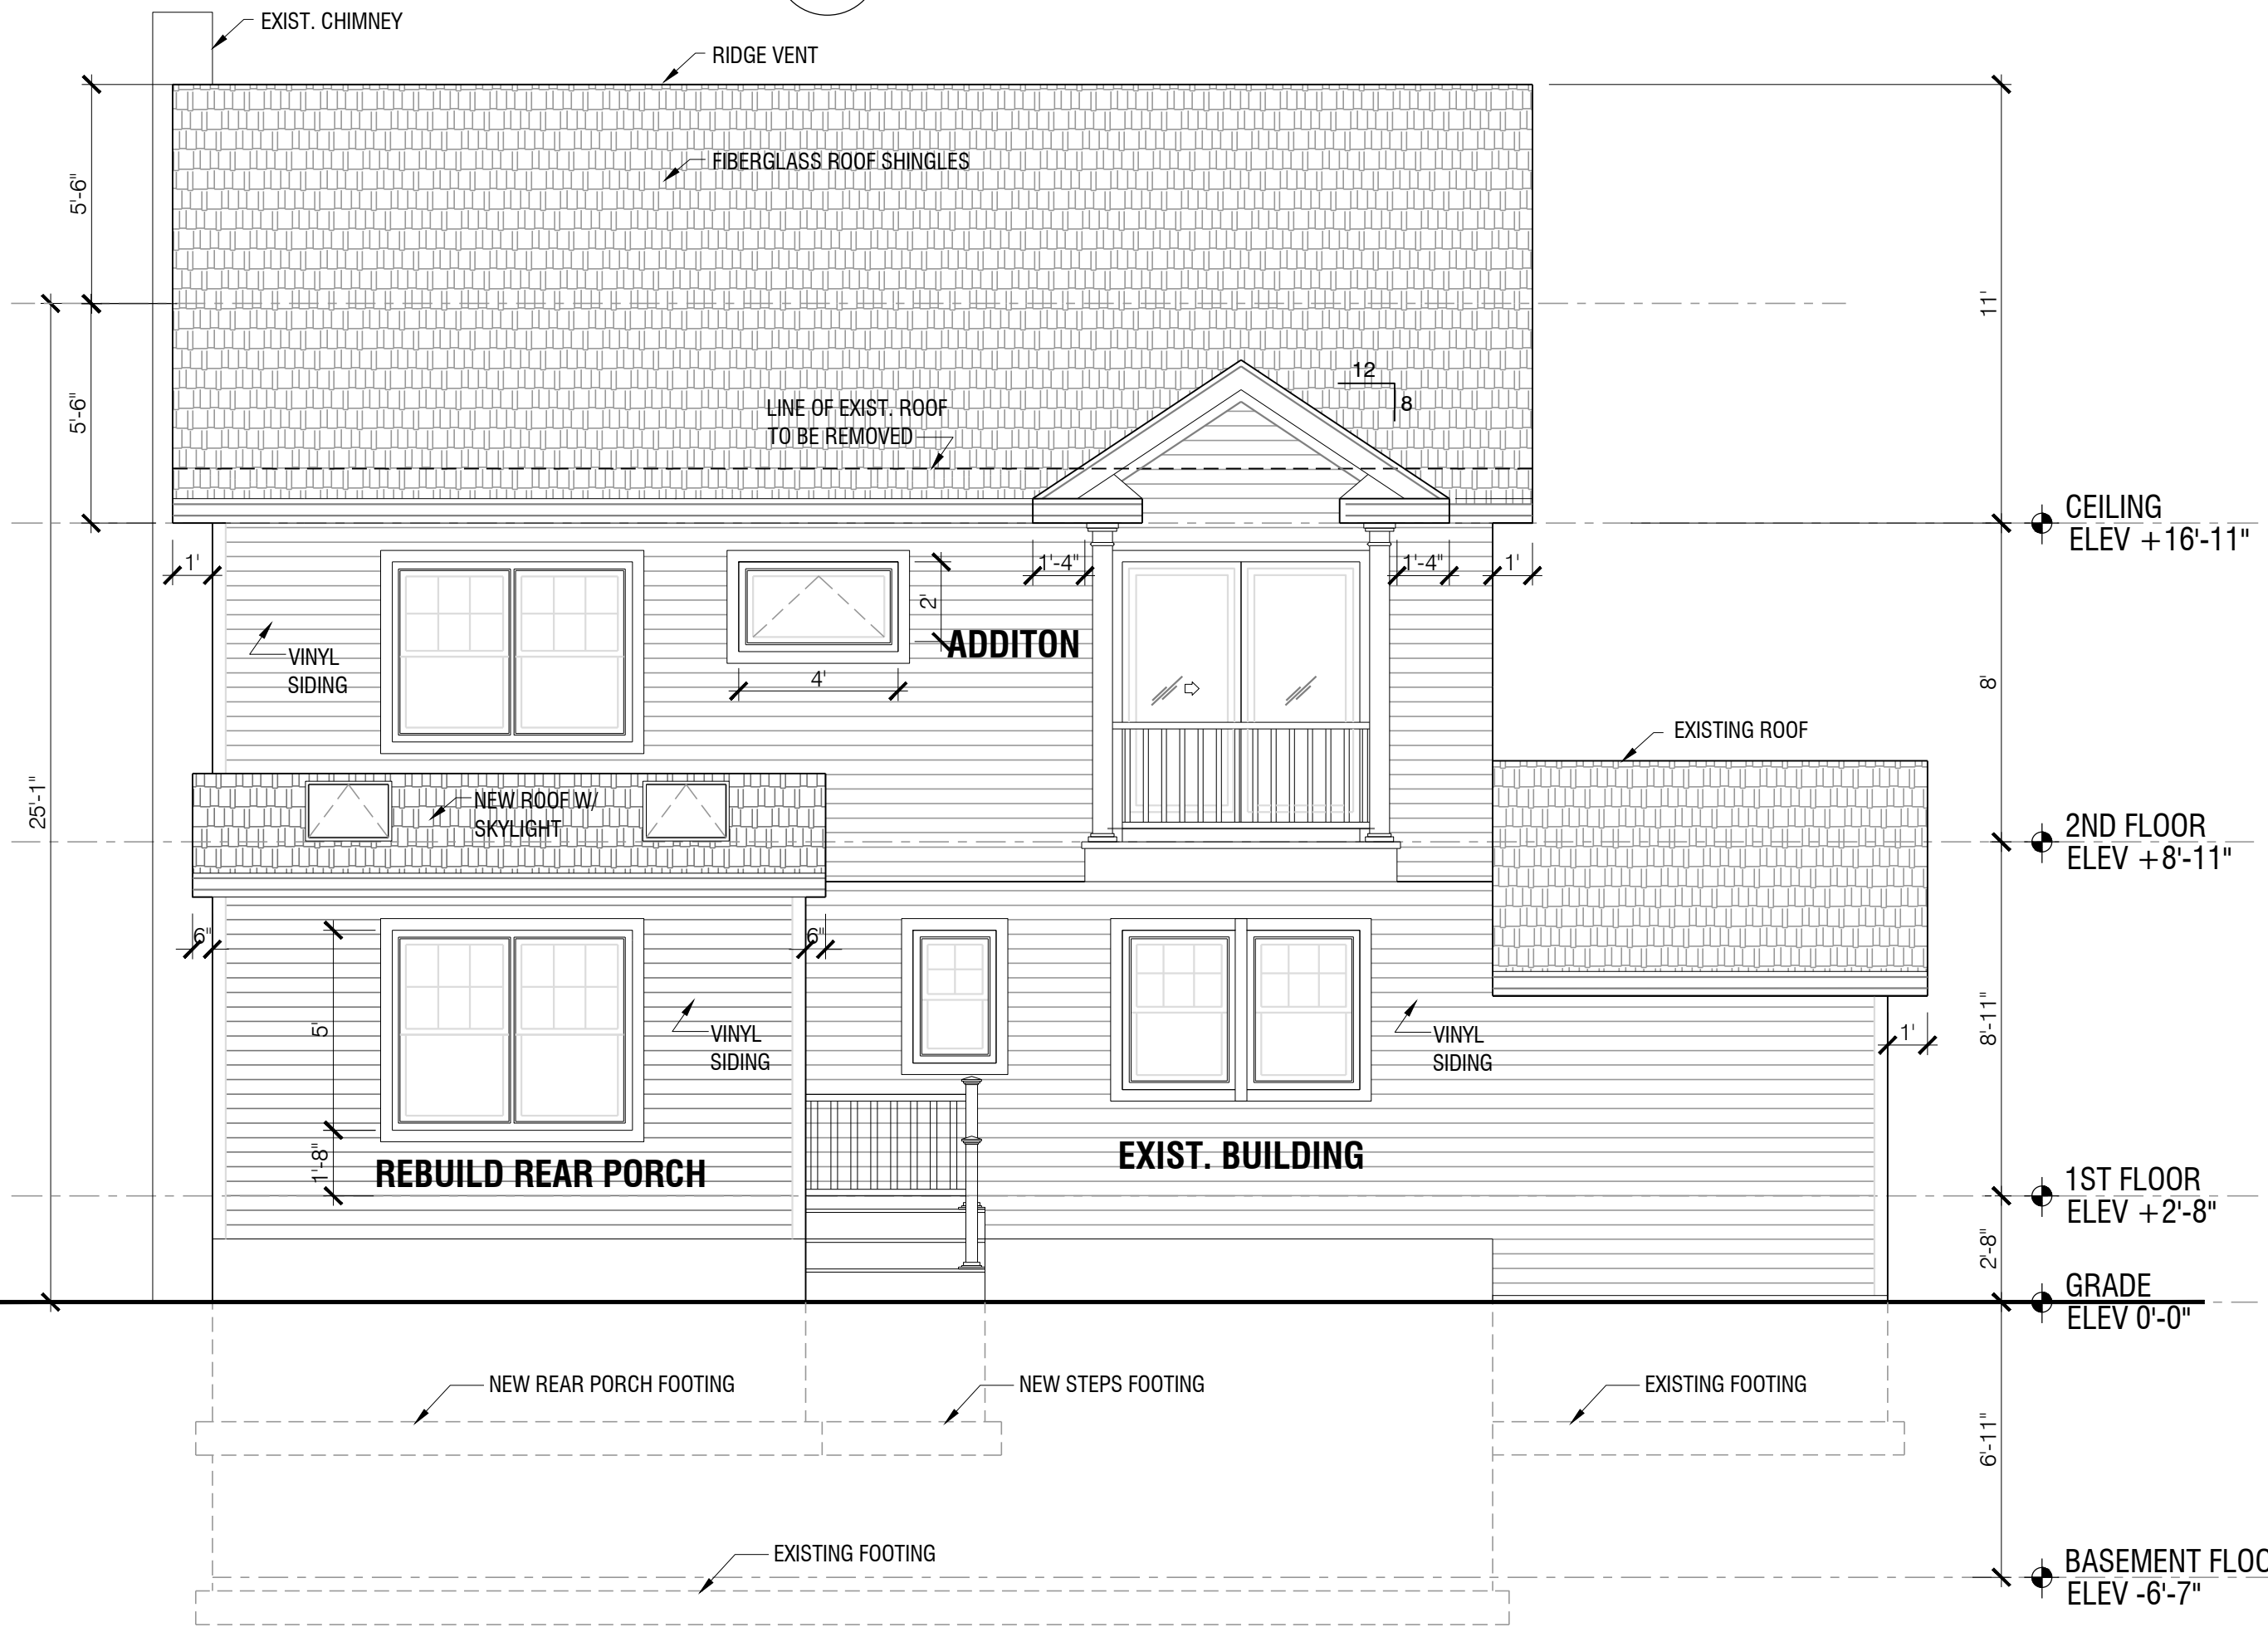 EXIST. CHIMNEY
RIDGE VENT
5'-6"
FIBERGLASS ROOF SHINGLES
11'
12
8
5'-6"
LINE OF EXIST. ROOF
TO BE REMOVED
CEILING
ELEV +16'-11"
1'
1'-4"
1'-4"
1'
2'
ADDITON
VINYL
SIDING
4'
8'
EXISTING ROOF
25'-1"
NEW ROOF W/
SKYLIGHT
2ND FLOOR
ELEV +8'-11"
6"
6"
5'
VINYL
SIDING
VINYL
SIDING
1'
8'-11"
1'-8"
REBUILD REAR PORCH
EXIST. BUILDING
1ST FLOOR
ELEV +2'-8"
2'-8"
GRADE
ELEV 0'-0"
NEW REAR PORCH FOOTING
NEW STEPS FOOTING
EXISTING FOOTING
6'-11"
EXISTING FOOTING
BASEMENT FLOO
ELEV -6'-7"